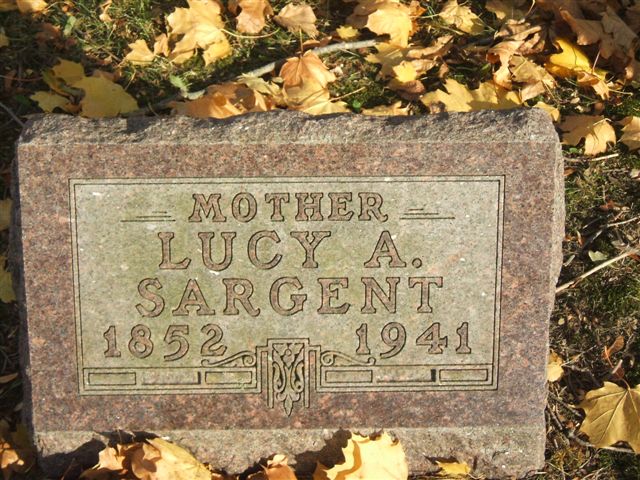 MOTHER
LUCY A.
SARGENT
1852 1941